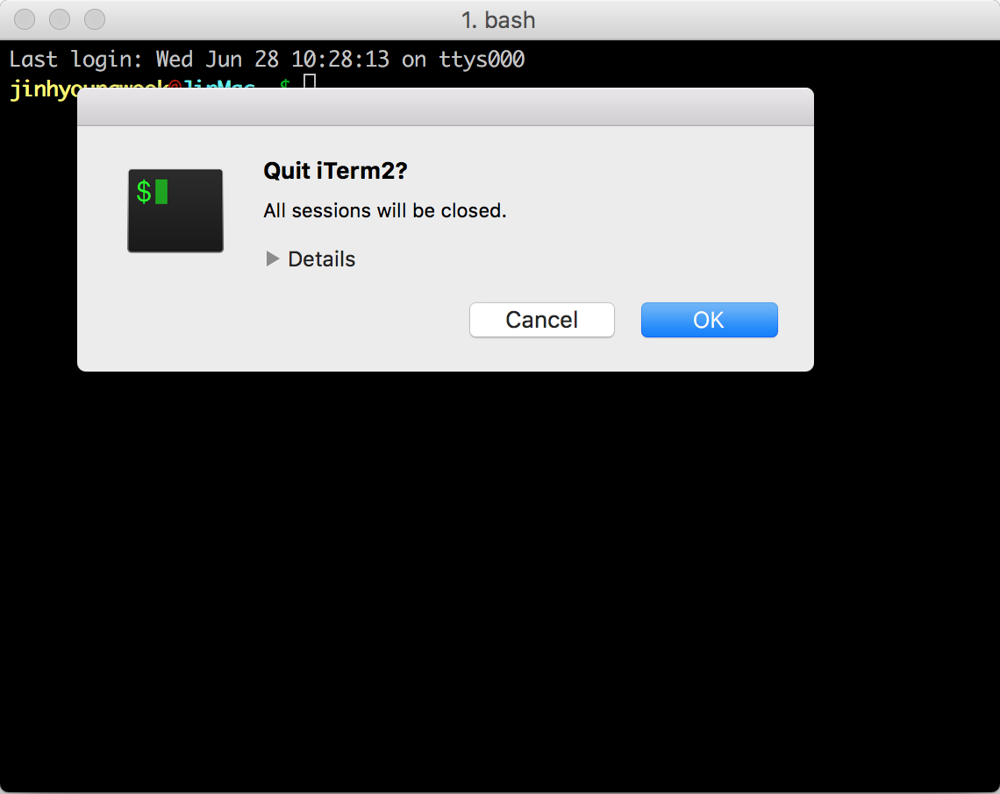 1. bash
Last login: Wed Jun 28 10:28:13 on ttys000
$
$
Quit iTerm2?
All sessions will be closed.
Details
Cancel
OK